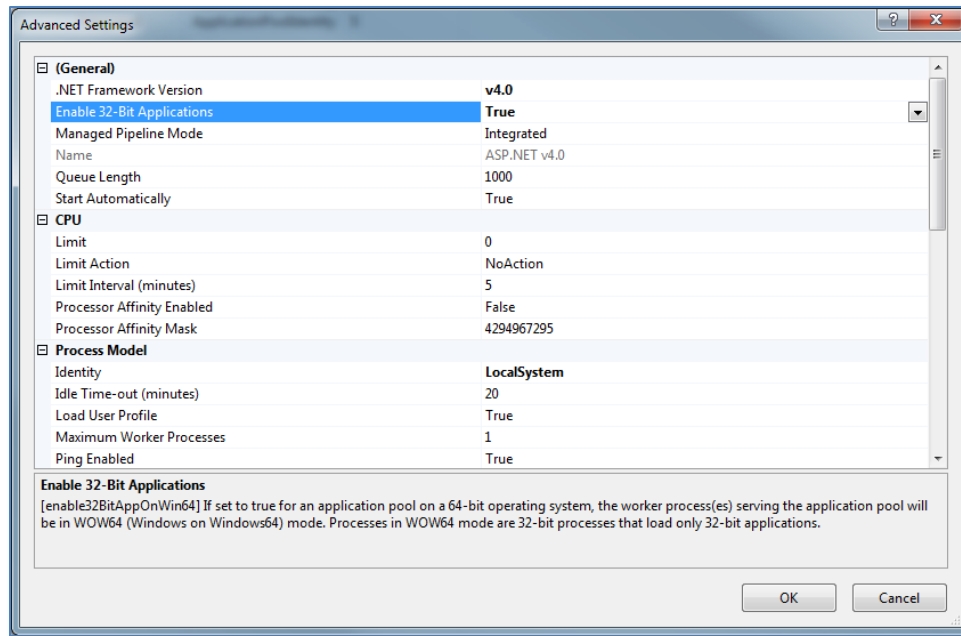 Advanced Settings
(General)
.NET Framework Version v4.0
Enable 32-Bit Applications True
Managed Pipeline Mode Integrated
Name ASP.NET v4.0
Queue Length 1000
Start Automatically True
CPU
Limit 0
Limit Action NoAction
Limit Interval (minutes) 5
Processor Affinity Enabled False
Processor Affinity Mask 4294967295
Process Model
Identity LocalSystem
Idle Time-out (minutes) 20
Load User Profile True
Maximum Worker Processes 1
Ping Enabled True
Enable 32-Bit Applications
[enable32BitAppOnWin64] If set to true for an application pool on a 64-bit operating system, the worker process(es) serving the application pool will
be in WOW64 (Windows on Windows64) mode. Processes in WOW64 mode are 32-bit processes that load only 32-bit applications.
OK Cancel